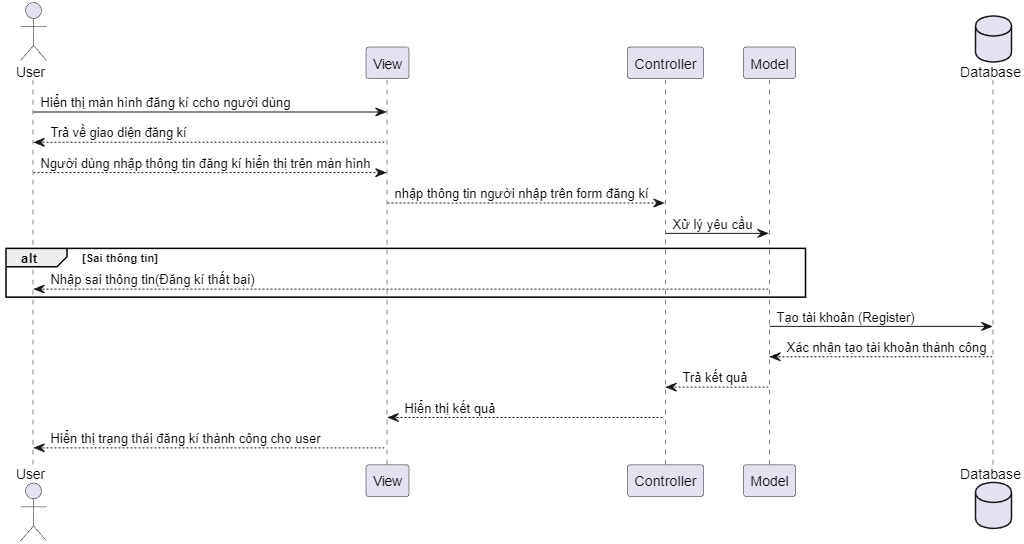 User
View
Controller
Model
Database
Hiển thị màn hình đăng kí ccho người dùng
Trả về giao diện đăng kí
Người dùng nhập thông tin đăng kí hiển thị trên màn hình
nhập thông tin người nhập trên form đăng kí
Xử lý yêu cầu
alt
[Sai thông tin]
Nhập sai thông tin(Đăng kí thất bại)
Tạo tài khoản (Register)
Xác nhận tạo tài khoản thành công
Trả kết quả
Hiển thị kết quả
Hiển thị trạng thái đăng kí thành công cho user
User
View
Controller
Model
Database